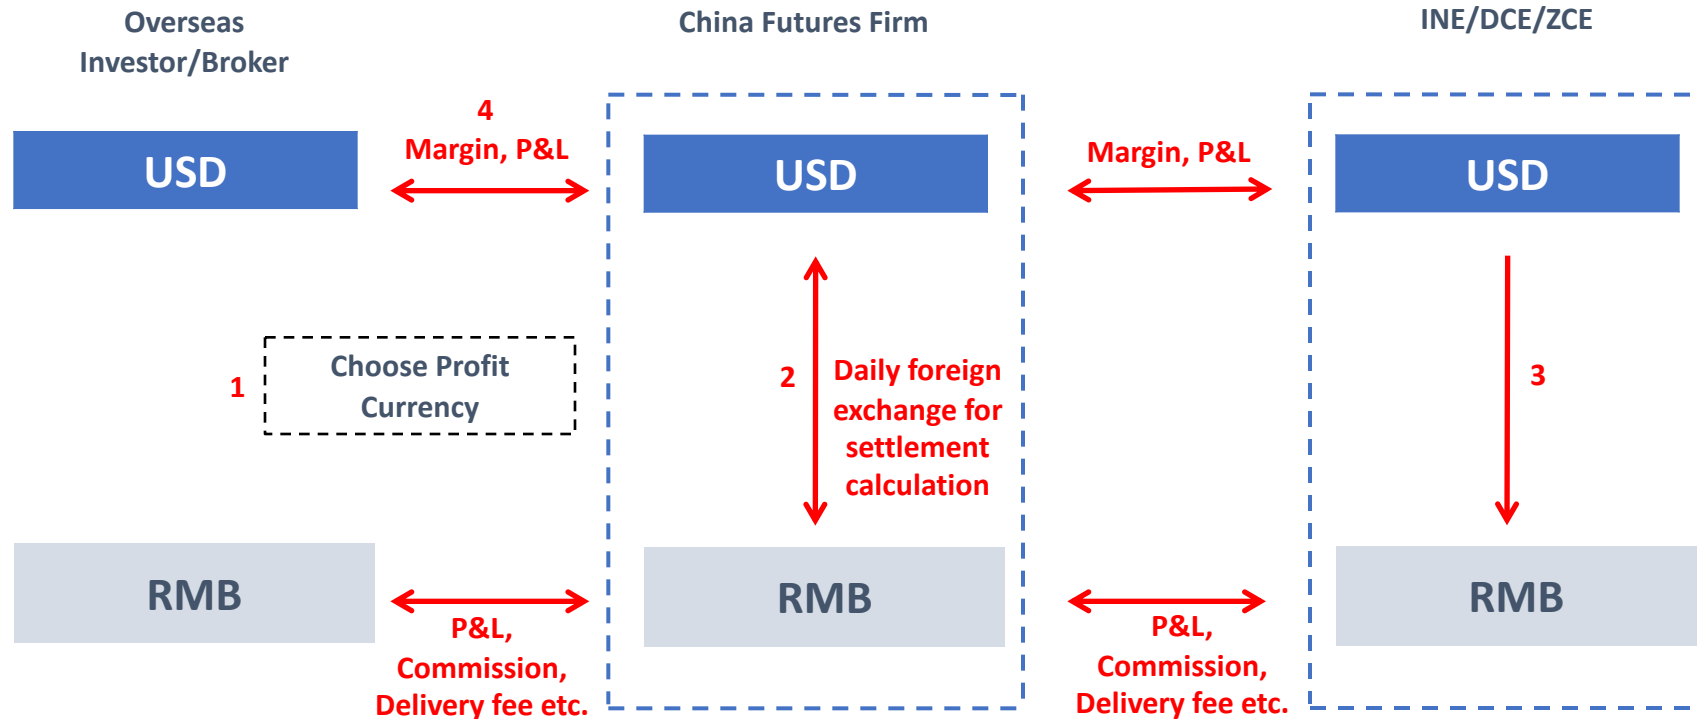 Overseas
Investor/Broker
China Futures Firm
INE/DCE/ZCE
4
Margin, P&L
Margin, P&L
USD
USD
USD
1
Choose Profit
Currency
2
Daily foreign
exchange for
settlement
calculation
3
RMB
RMB
RMB
P&L,
Commission,
Delivery fee etc.
P&L,
Commission,
Delivery fee etc.